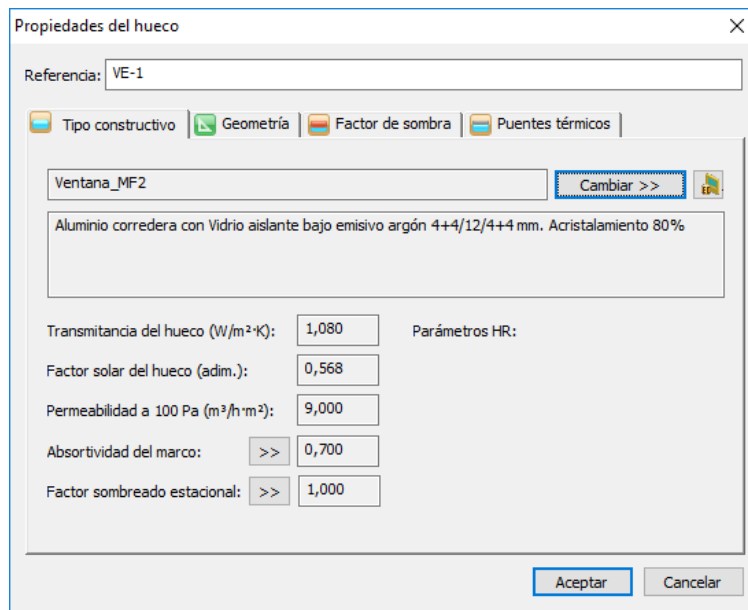 Propiedades del hueco
Referencia: VE-1
Tipo constructivo Geometría Factor de sombra Puentes térmicos
Ventana_MF2 Cambiar >> ED.
Aluminio corredera con Vidrio aislante bajo emisivo argón 4+4/12/4+4 mm. Acristalamiento 80%
Transmitancia del hueco (W/m²·K): 1,080 Parámetros HR:
Factor solar del hueco (adim.): 0,568
Permeabilidad a 100 Pa (m³/h·m²): 9,000
Absortividad del marco: >> 0,700
Factor sombreado estacional: >> 1,000
Aceptar Cancelar